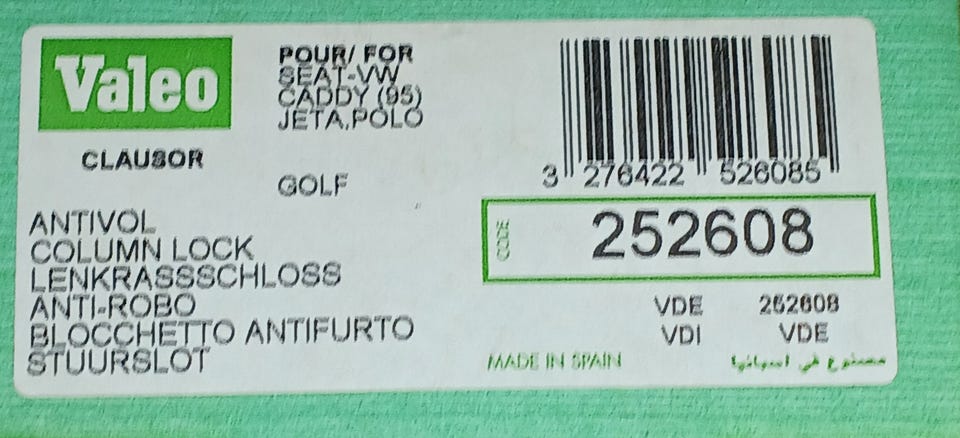 Valeo
CLAUSOR
POUR/ FOR
SEAT-VW
CADDY (95)
JETA,POLO
GOLF
3 276422 526085
CODE
252608
ANTIVOL
COLUMN LOCK
LENKRASSSCHLOSS
ANTI-ROBO
BLOCCHETTO ANTIFURTO
STUURSLOT
VDE 252608
VDI VDE
MADE IN SPAIN مصنوع في اسبانيا